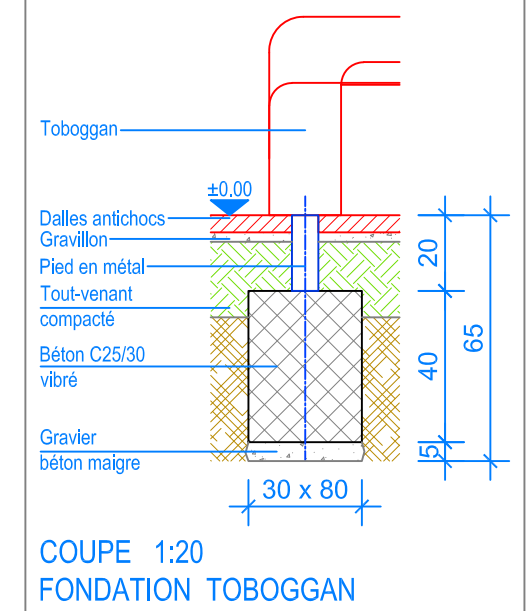 Toboggan
±0,00
Dalles antichocs
Gravillon
Pied en métal
Tout-venant
compacté
Béton C25/30
vibré
Gravier
béton maigre
20
40
5
65
30 x 80
COUPE 1:20
FONDATION TOBOGGAN